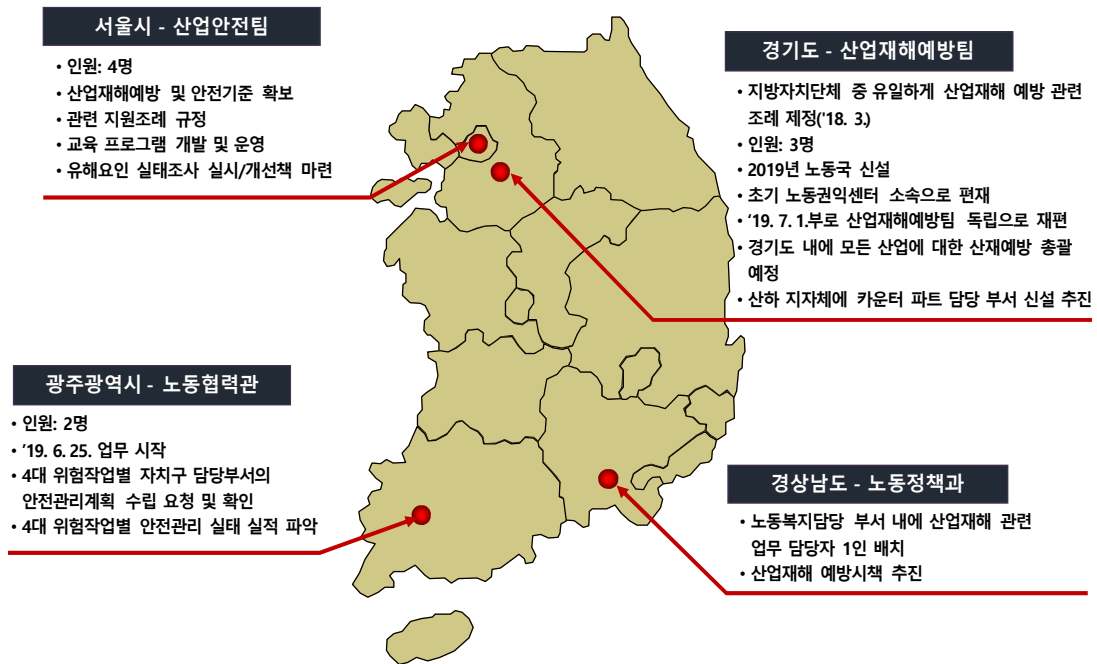 서울시 - 산업안전팀
• 인원: 4명
• 산업재해예방 및 안전기준 확보
• 관련 지원조례 규정
• 교육 프로그램 개발 및 운영
• 유해요인 실태조사 실시/개선책 마련
경기도 - 산업재해예방팀
• 지방자치단체 중 유일하게 산업재해 예방 관련
조례 제정('18. 3.)
• 인원: 3명
• 2019년 노동국 신설
• 초기 노동권익센터 소속으로 편재
• '19. 7. 1.부로 산업재해예방팀 독립으로 재편
• 경기도 내에 모든 산업에 대한 산재예방 총괄
예정
• 산하 지자체에 카운터 파트 담당 부서 신설 추진
광주광역시 - 노동협력관
• 인원: 2명
• '19. 6. 25. 업무 시작
• 4대 위험작업별 자치구 담당부서의
안전관리계획 수립 요청 및 확인
• 4대 위험작업별 안전관리 실태 실적 파악
경상남도 - 노동정책과
• 노동복지담당 부서 내에 산업재해 관련
업무 담당자 1인 배치
• 산업재해 예방시책 추진